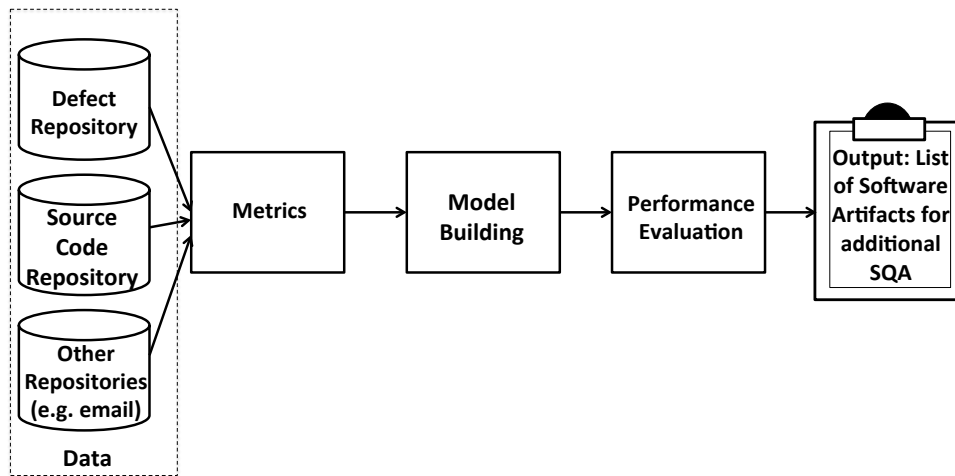 Defect
Repository
Source
Code
Repository
Other
Repositories
(e.g. email)
Data
Metrics
Model
Building
Performance
Evaluation
Output: List
of Software
Artifacts for
additional
SQA